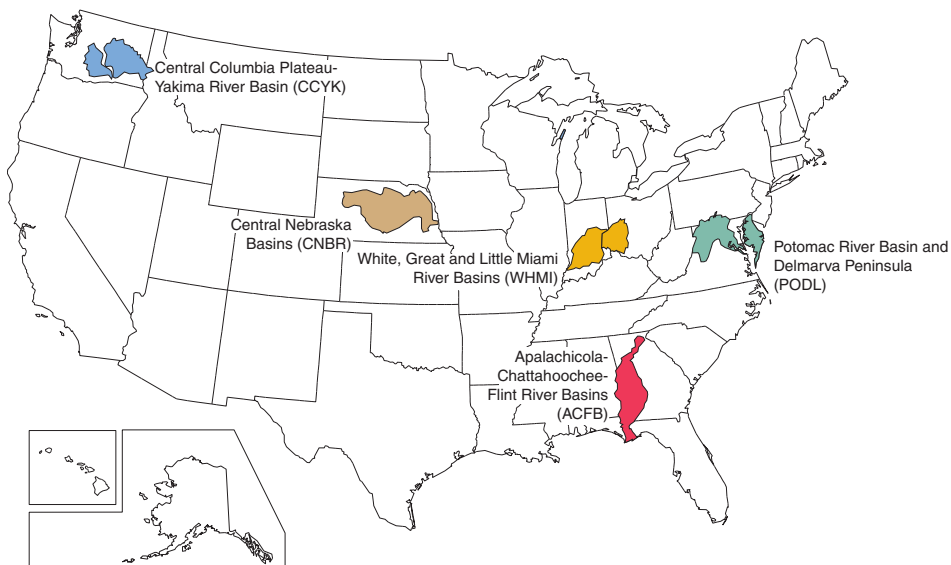 Central Columbia Plateau-
Yakima River Basin (CCYK)
Central Nebraska
Basins (CNBR)
White, Great and Little Miami
River Basins (WHMI)
Potomac River Basin and
Delmarva Peninsula
(PODL)
Apalachicola-
Chattahoochee-
Flint River Basins
(ACFB)